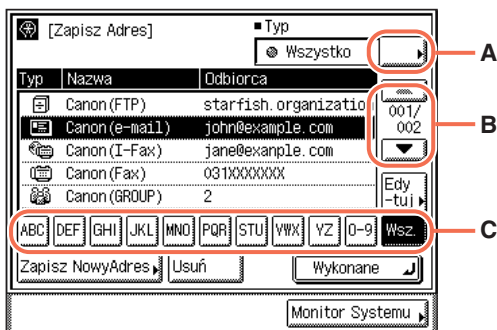 [Zapisz Adres]
Typ
Wszystko
A
Typ Nazwa Odbiorca
Canon(FTP) starfish.organization
001/
002
B
Canon(e-mail) john@example.com
Canon(I-Fax) jane@exanple.com
Canon(Fax) 031XXXXXXX
Canon(GROUP) 2
Edy
-tuj
ABC DEF GHI JKL MNO PQR STU VWX YZ 0-9 Wsz.
C
Zapisz NowyAdres Usuń Wykonane
Monitor Systemu